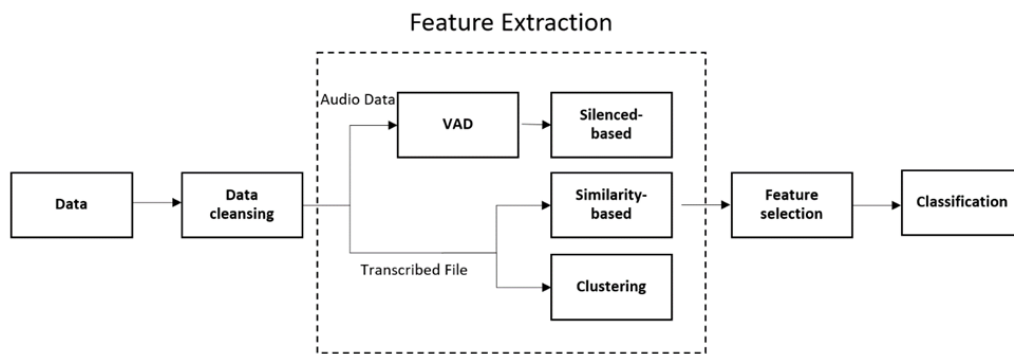 Feature Extraction
Audio Data
VAD
Silenced-
based
Data
Data
cleansing
Similarity-
based
Feature
selection
Classification
Transcribed File
Clustering